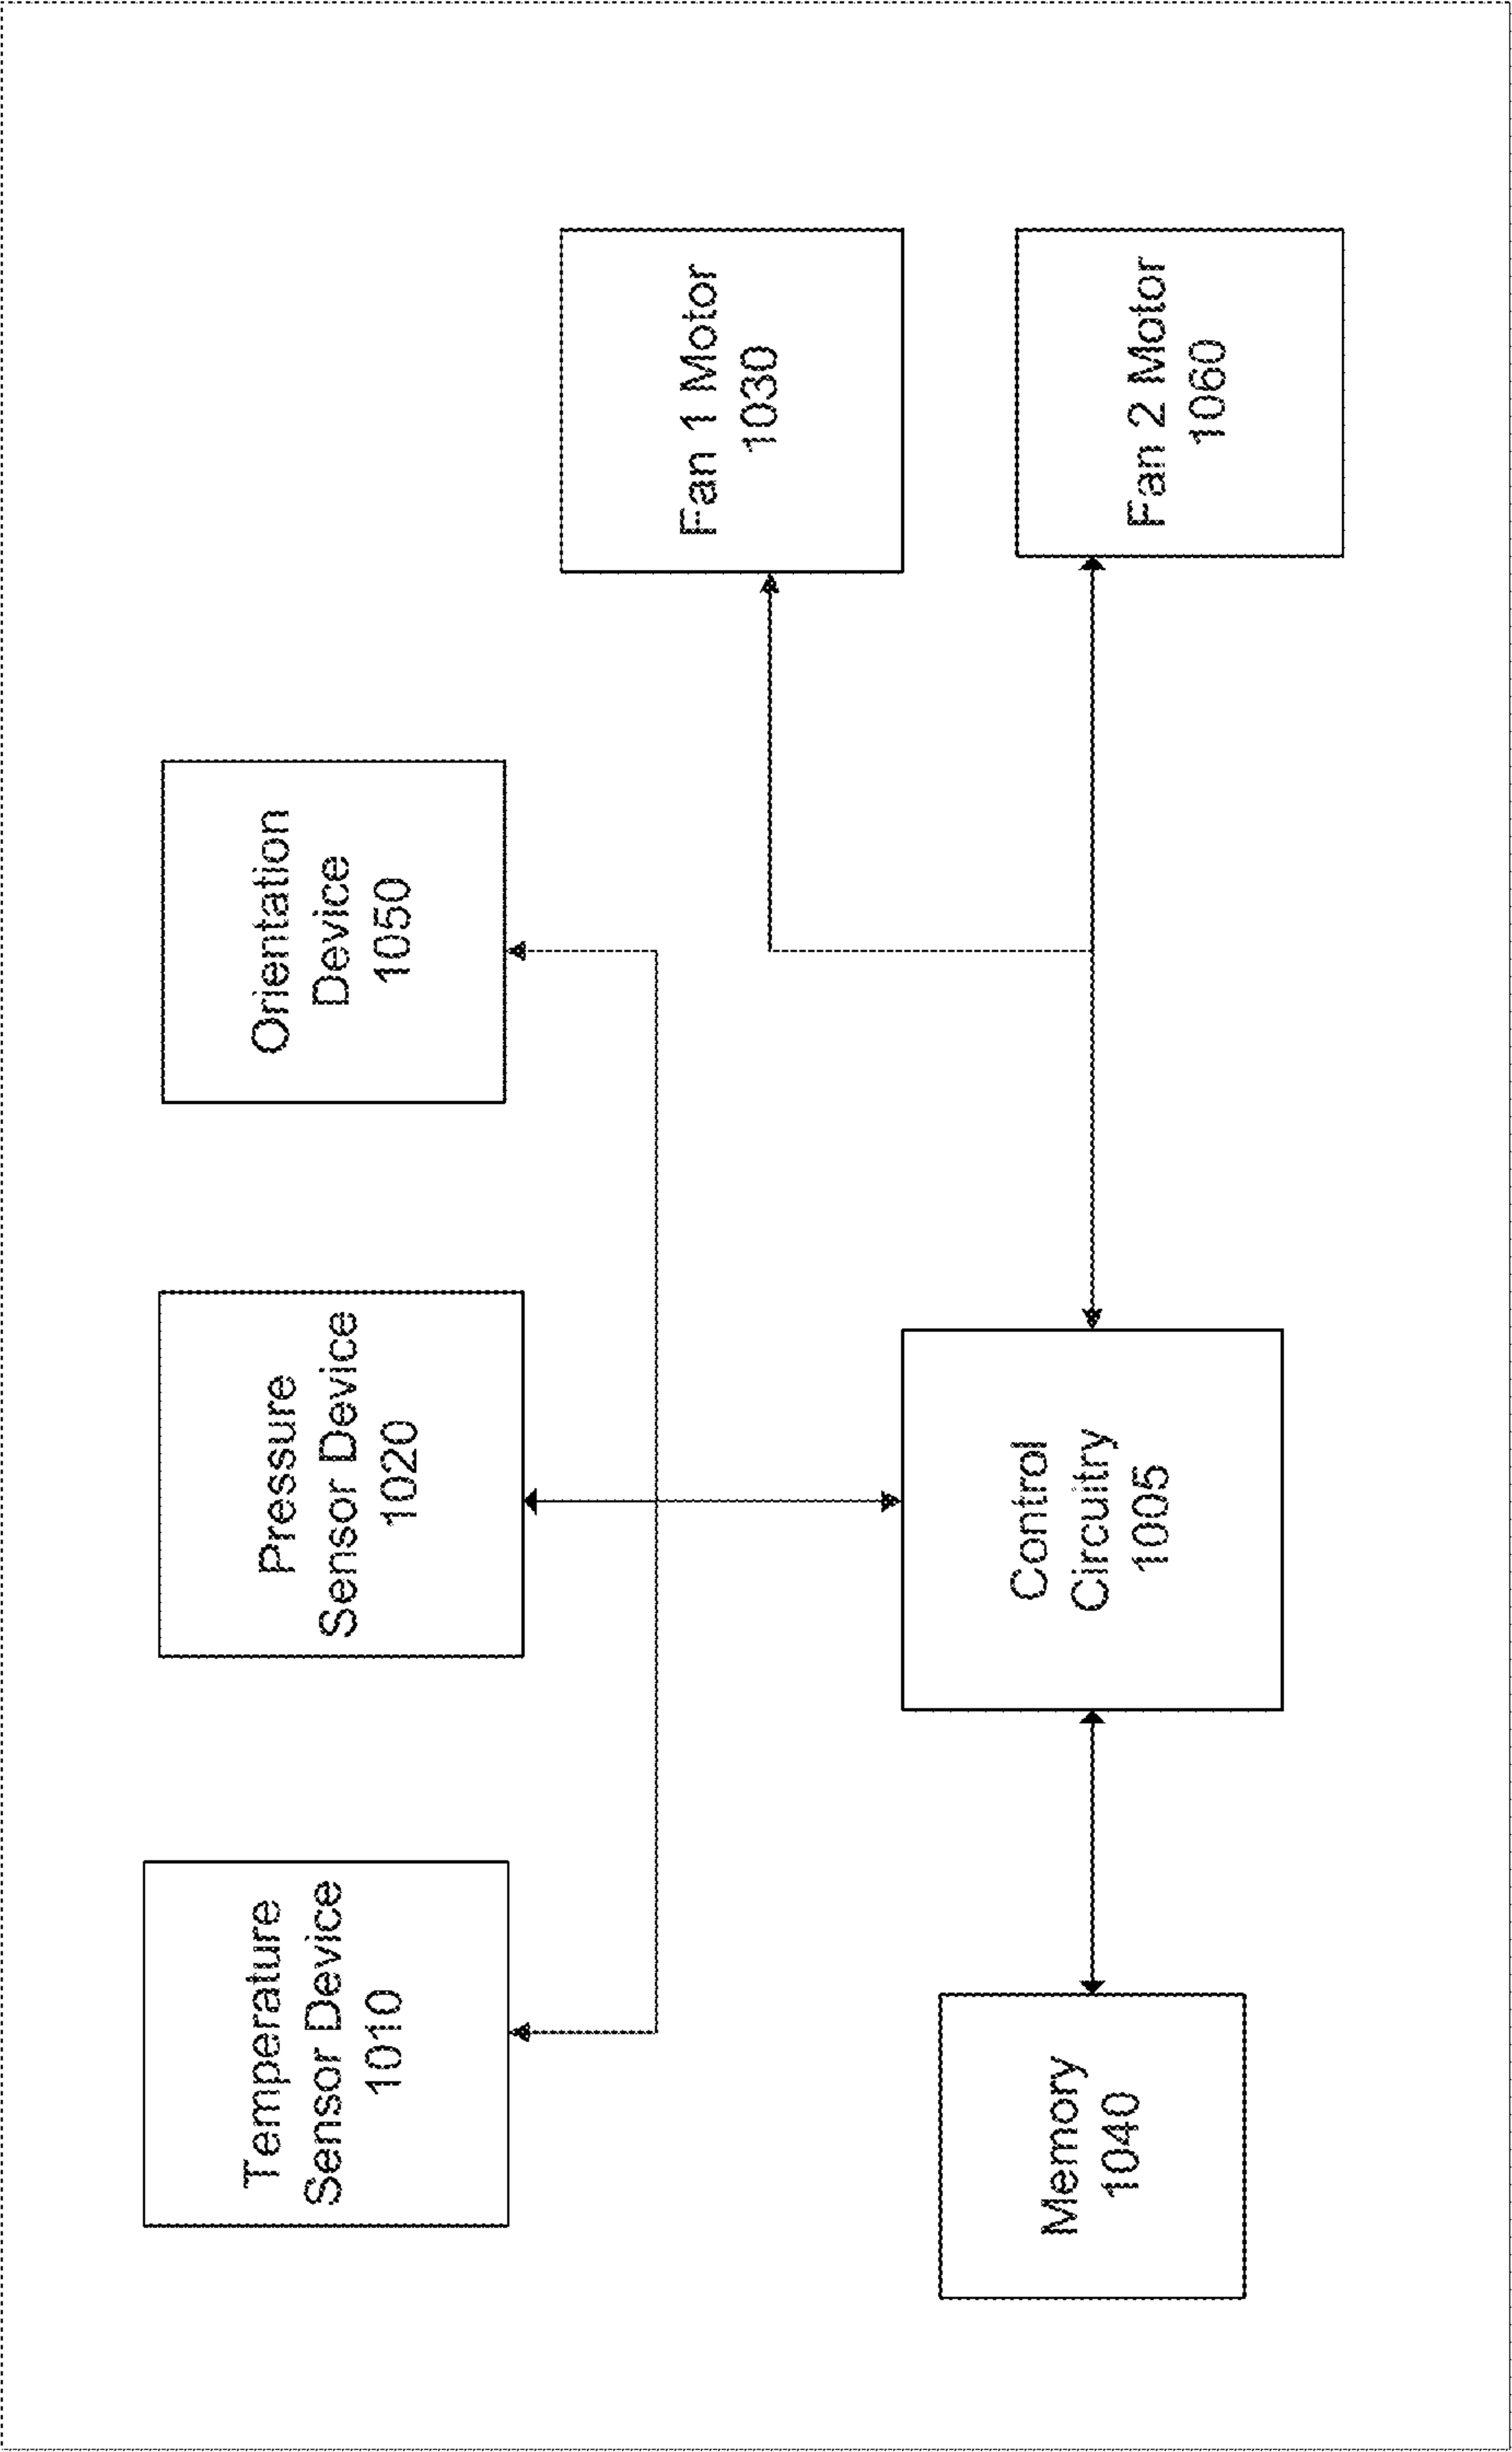 Temperature
Sensor Device
1010
Pressure
Sensor Device
1020
Orientation
Device
1050
Fan 1 Motor
1030
Memory
1040
Control
Circuitry
1005
Fan 2 Motor
1060